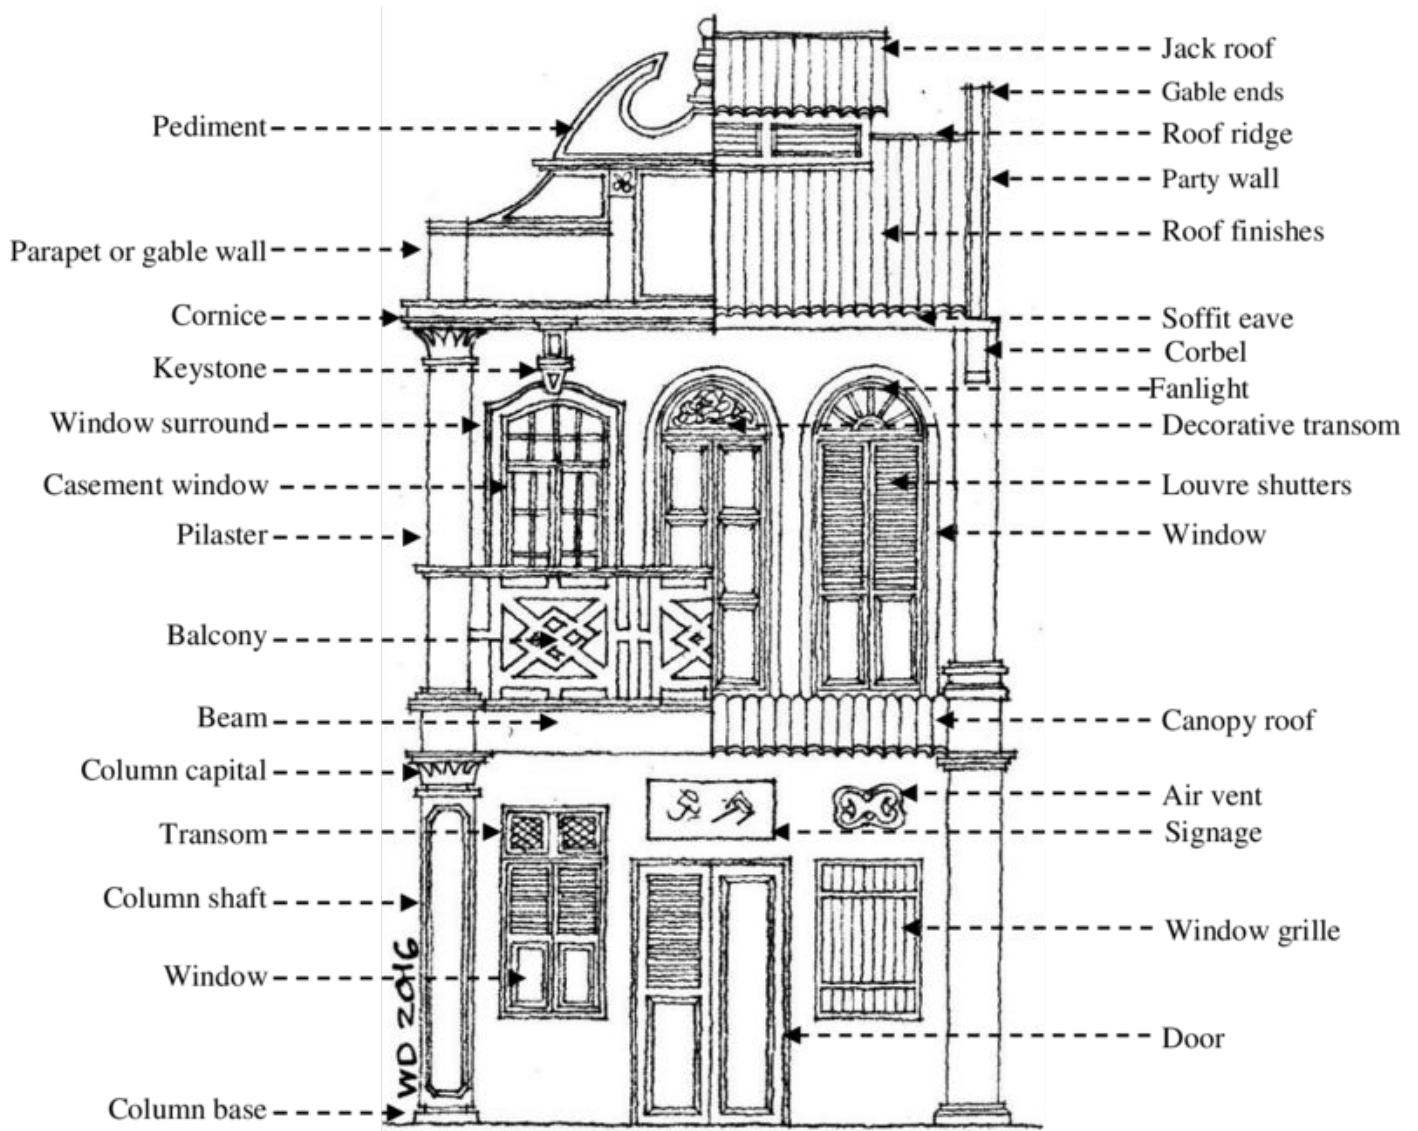 Jack roof
Gable ends
Pediment
Roof ridge
Party wall
Roof finishes
Parapet or gable wall
Cornice
Soffit eave
Corbel
Keystone
Fanlight
Window surround
Decorative transom
Casement window
Louvre shutters
Pilaster
Window
Balcony
Beam
Canopy roof
Column capital
Air vent
Transom
Signage
Column shaft
Window grille
Window
WD 2016
Door
Column base